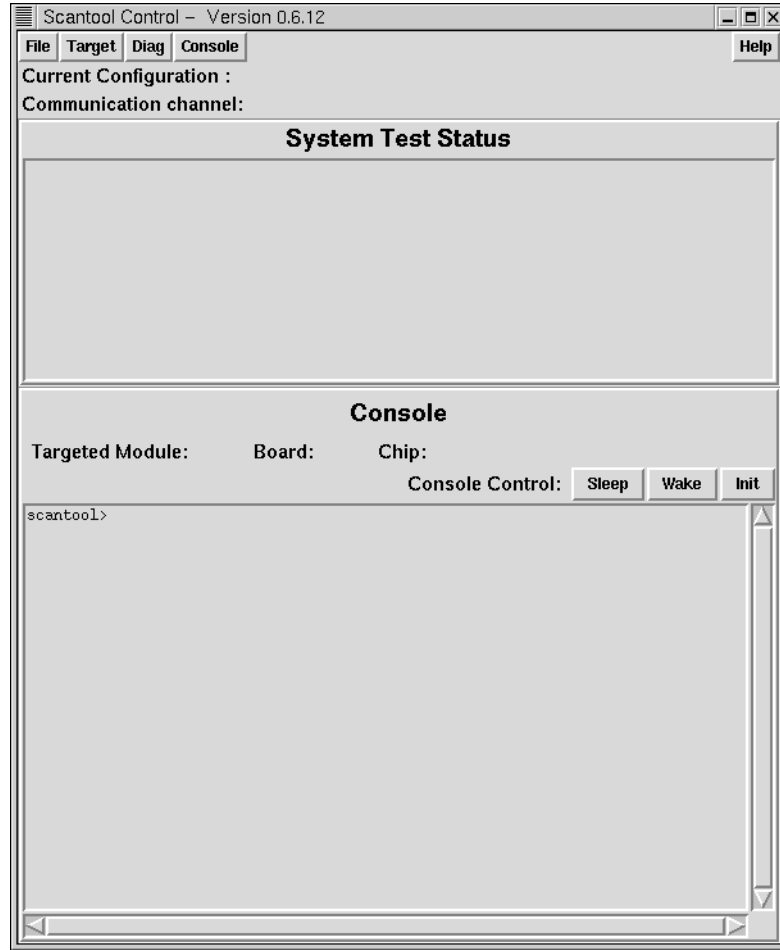 Scantool Control – Version 0.6.12
File Target Diag Console Help
Current Configuration :
Communication channel:
System Test Status
Console
Targeted Module: Board: Chip:
Console Control: Sleep Wake Init
scantool>